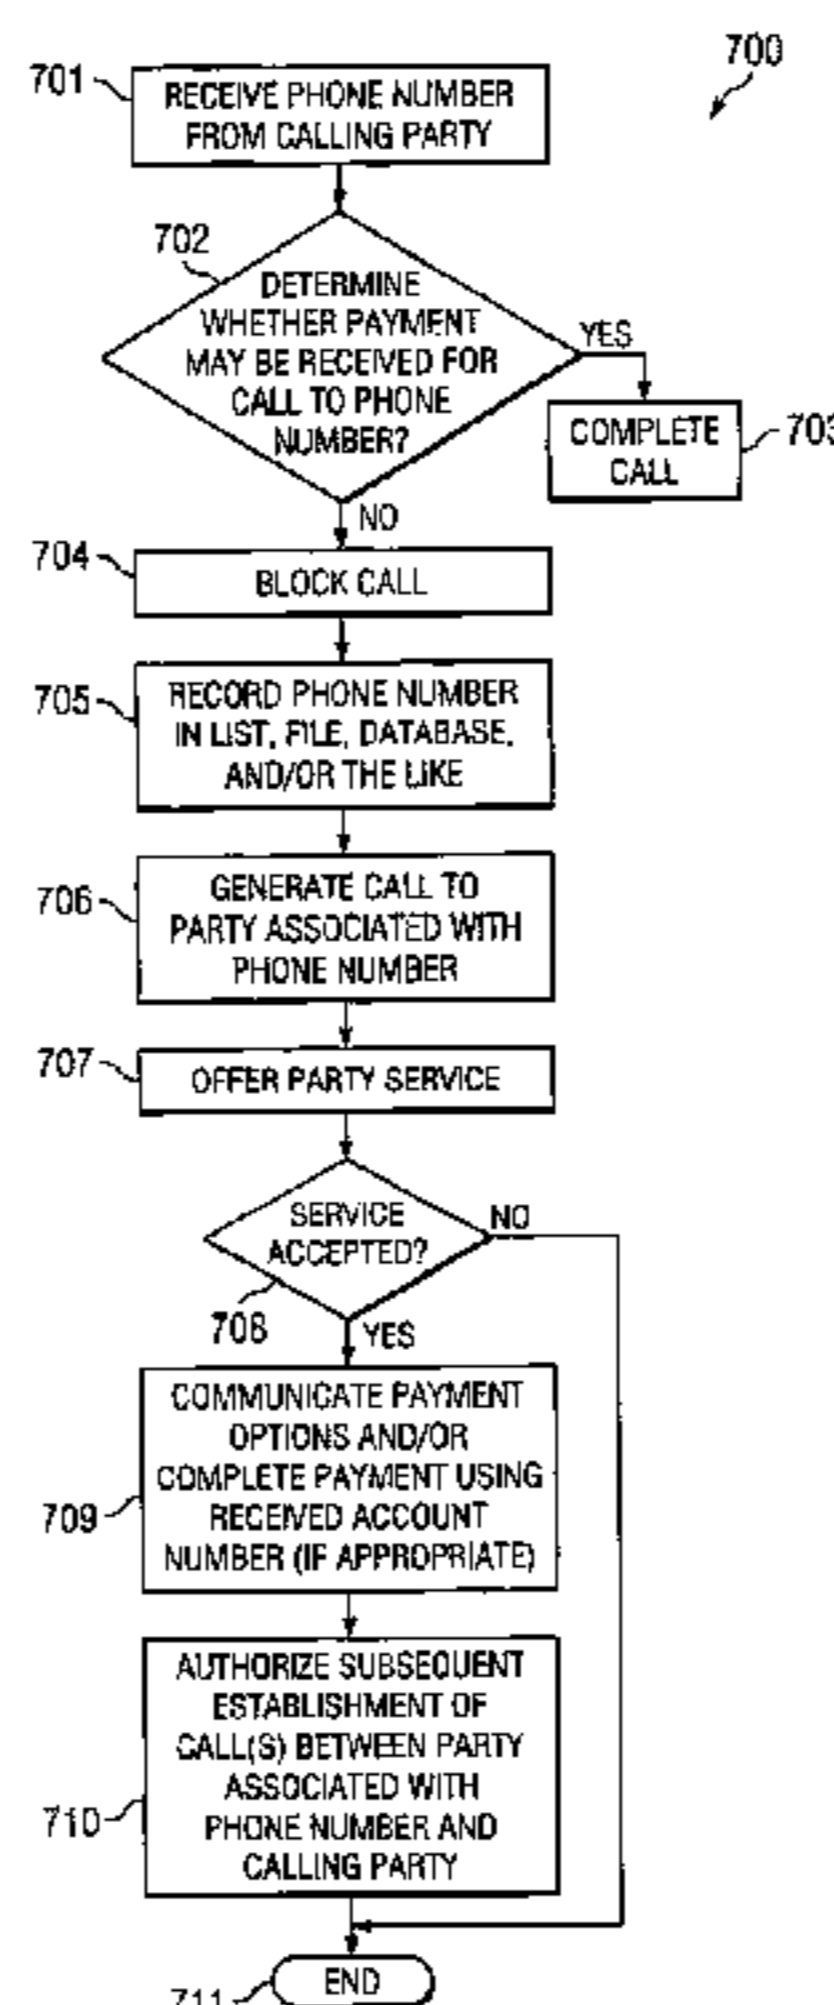 700
701
RECEIVE PHONE NUMBER
FROM CALLING PARTY
702
DETERMINE
WHETHER PAYMENT
MAY BE RECEIVED FOR
CALL TO PHONE
NUMBER?
YES
COMPLETE
CALL
703
NO
704
BLOCK CALL
705
RECORD PHONE NUMBER
IN LIST, FILE, DATABASE,
AND/OR THE LIKE
706
GENERATE CALL TO
PARTY ASSOCIATED WITH
PHONE NUMBER
707
OFFER PARTY SERVICE
SERVICE
ACCEPTED?
NO
708
YES
COMMUNICATE PAYMENT
OPTIONS AND/OR
COMPLETE PAYMENT USING
RECEIVED ACCOUNT
NUMBER (IF APPROPRIATE)
709
AUTHORIZE SUBSEQUENT
ESTABLISHMENT OF
CALL(S) BETWEEN PARTY
ASSOCIATED WITH
PHONE NUMBER AND
CALLING PARTY
710
END
711